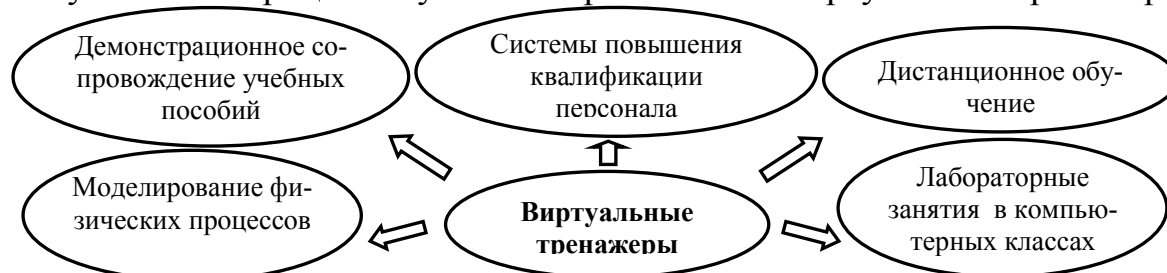 Демонстрационное со-
провождение учебных
пособий
Системы повышения
квалификации
персонала
Дистанционное обу-
чение
Моделирование фи-
зических процессов
Виртуальные
тренажеры
Лабораторные
занятия в компью-
терных классах